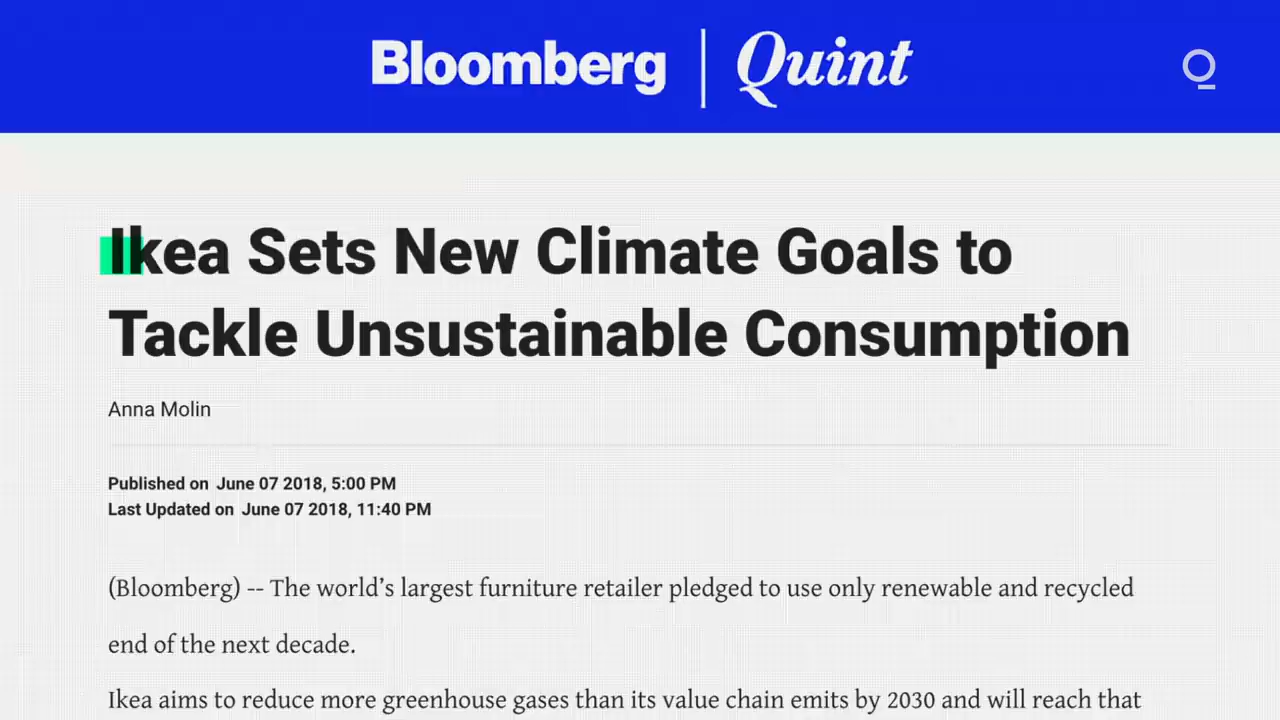 Bloomberg | Quint
Ikea Sets New Climate Goals to
Tackle Unsustainable Consumption
Anna Molin
Published on June 07 2018, 5:00 PM
Last Updated on June 07 2018, 11:40 PM
(Bloomberg) -- The world’s largest furniture retailer pledged to use only renewable and recycled
end of the next decade.
Ikea aims to reduce more greenhouse gases than its value chain emits by 2030 and will reach that